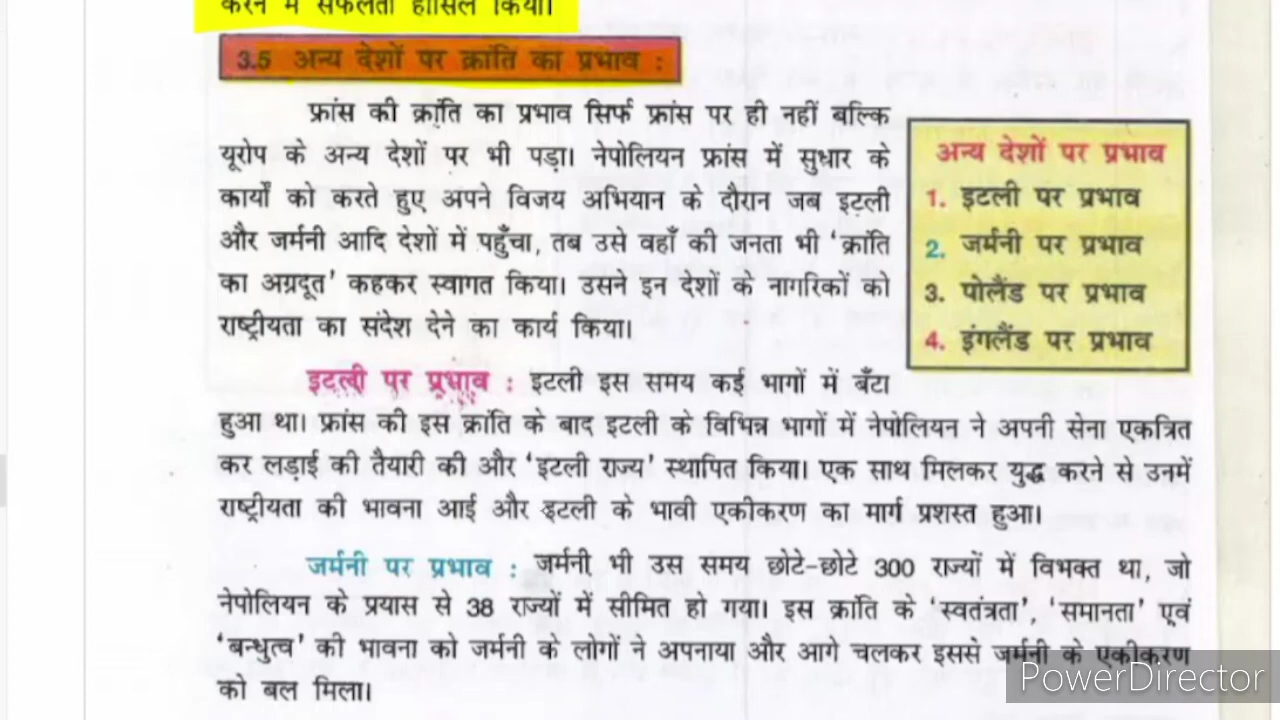 करने में सफलता हासिल किया।
3.5 अन्य देशों पर क्रांति का प्रभाव :
फ्रांस की क्रांति का प्रभाव सिर्फ फ्रांस पर ही नहीं बल्कि
यूरोप के अन्य देशों पर भी पड़ा। नेपोलियन फ्रांस में सुधार के
कार्यों को करते हुए अपने विजय अभियान के दौरान जब इटली
और जर्मनी आदि देशों में पहुँचा, तब उसे वहाँ की जनता भी ‘क्रांति
का अग्रदूत’ कहकर स्वागत किया। उसने इन देशों के नागरिकों को
राष्ट्रीयता का संदेश देने का कार्य किया।
अन्य देशों पर प्रभाव
1. इटली पर प्रभाव
2. जर्मनी पर प्रभाव
3. पोलैंड पर प्रभाव
4. इंगलैंड पर प्रभाव
इटली पर प्रभाव : इटली इस समय कई भागों में बँटा
हुआ था। फ्रांस की इस क्रांति के बाद इटली के विभिन्न भागों में नेपोलियन ने अपनी सेना एकत्रित
कर लड़ाई की तैयारी की और ‘इटली राज्य’ स्थापित किया। एक साथ मिलकर युद्ध करने से उनमें
राष्ट्रीयता की भावना आई और इटली के भावी एकीकरण का मार्ग प्रशस्त हुआ।
जर्मनी पर प्रभाव : जर्मनी भी उस समय छोटे-छोटे 300 राज्यों में विभक्त था, जो
नेपोलियन के प्रयास से 38 राज्यों में सीमित हो गया। इस क्रांति के ‘स्वतंत्रता’, ‘समानता’ एवं
‘बन्धुत्व’ की भावना को जर्मनी के लोगों ने अपनाया और आगे चलकर इससे जर्मनी के एकीकरण
को बल मिला।
PowerDirector